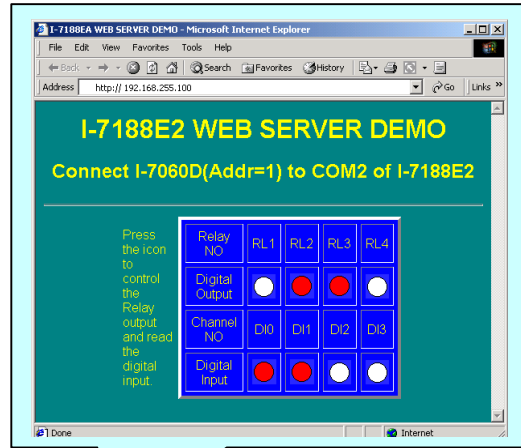 I-7188EA WEB SERVER DEMO - Microsoft Internet Explorer
File Edit View Favorites Tools Help
Back Search Favorites History Go Links »
Address http://192.168.255.100
I-7188E2 WEB SERVER DEMO
Connect I-7060D(Addr=1) to COM2 of I-7188E2
Press
the icon
to
control
the
Relay
output
and read
the
digital
input.
Relay
NO
RL1 RL2 RL3 RL4
Digital
Output
Channel
NO
DI0 DI1 DI2 DI3
Digital
Input
Done Internet